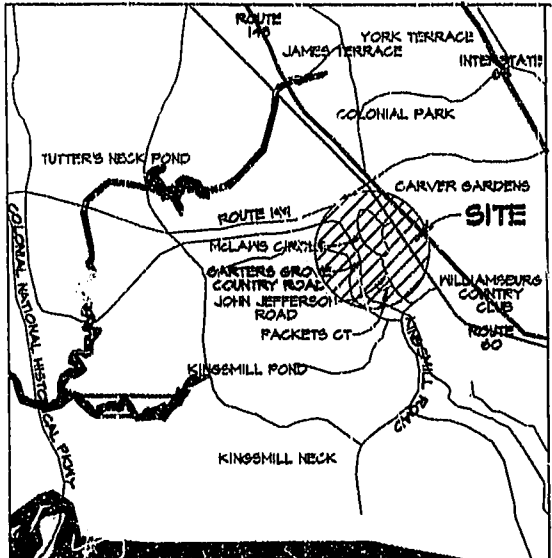 ROUTE
143
YORK TERRACE
JAMES TERRACE
INTERSTATE
64
COLONIAL PARK
TUTTER'S NECK POND
CARVER GARDENS
ROUTE 199
SITE
McLAWS CIRCLE
CARTERS GROVE
COUNTRY ROAD
JOHN JEFFERSON
ROAD
WILLIAMSBURG
COUNTRY
CLUB
PACKETS CT
ROUTE
60
KINGSMILL POND
KINGSMILL ROAD
COLONIAL NATIONAL HISTORICAL PKWY
KINGSMILL NECK